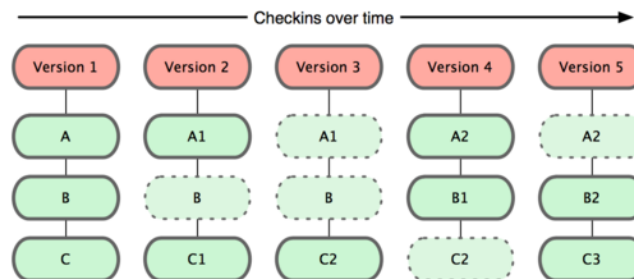 Checkins over time
Version 1 Version 2 Version 3 Version 4 Version 5
A A1 A1 A2 A2
B B B B1 B2
C C1 C2 C2 C3